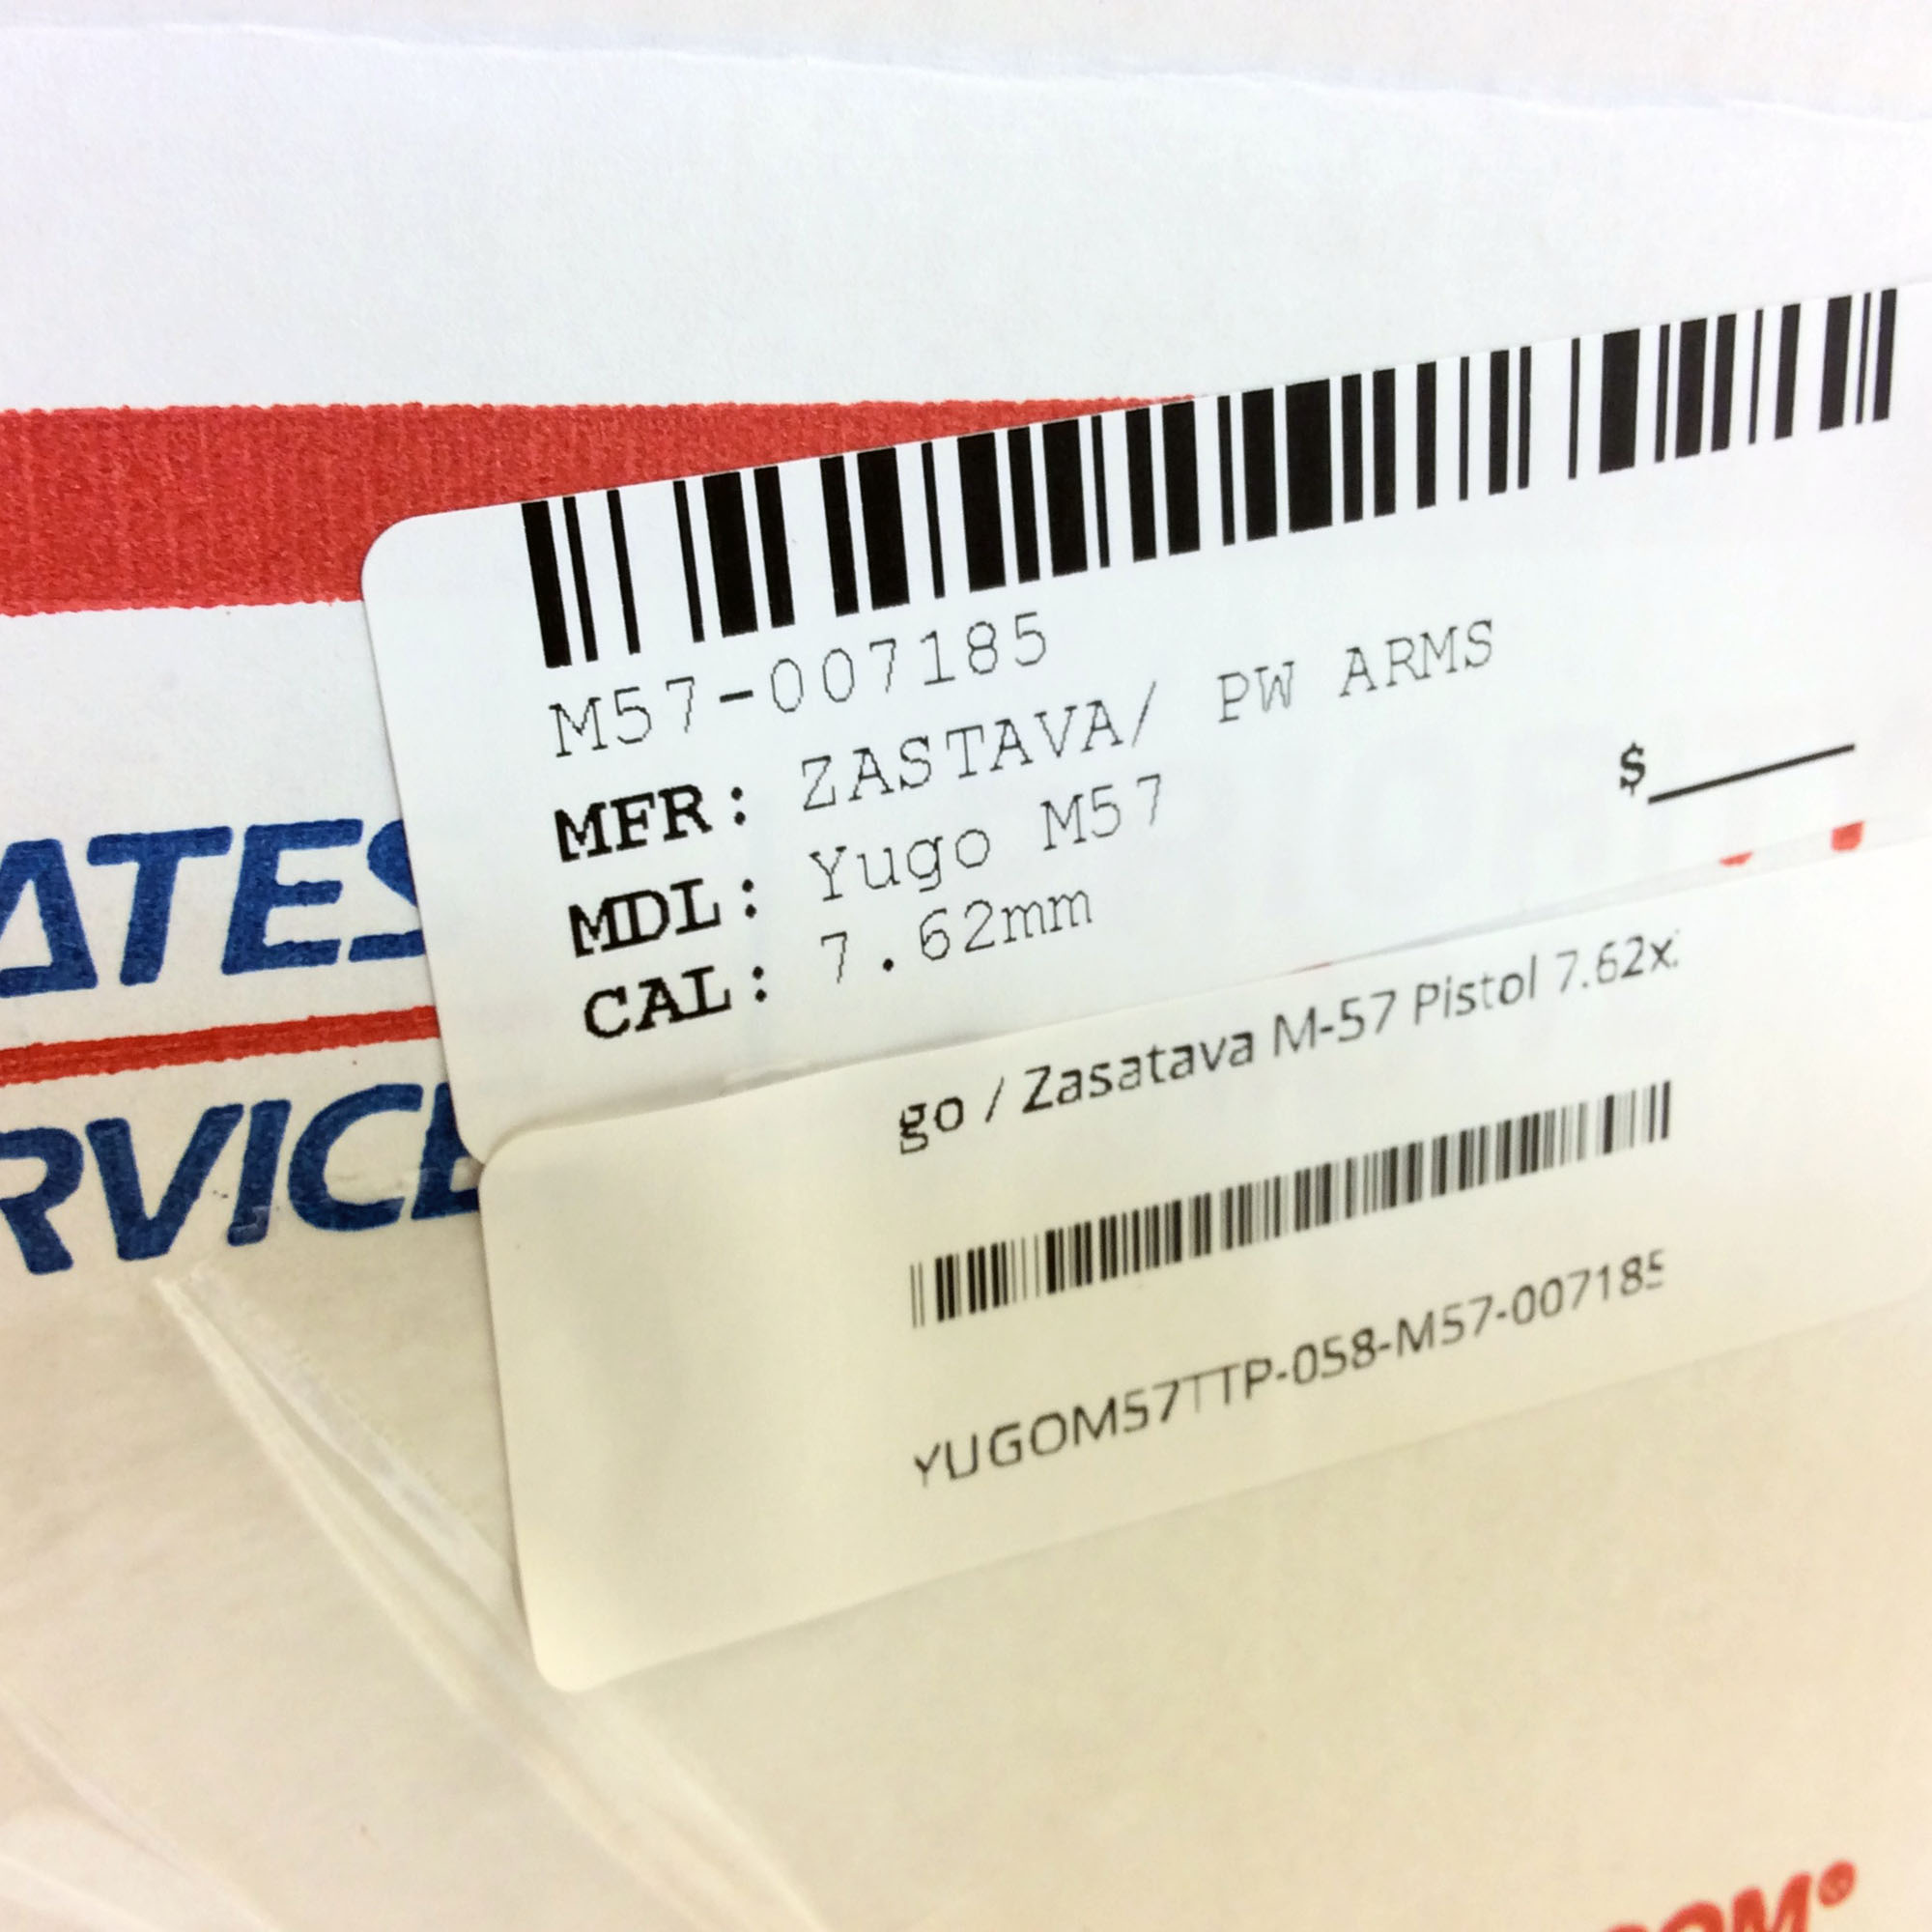 M57-007185
MFR: ZASTAVA/ PW ARMS
MDL: Yugo M57
$
CAL: 7.62mm
go / Zasatava M-57 Pistol 7.62x
YUGOM57TTP-058-M57-007185
ATES
RVICE
COM®